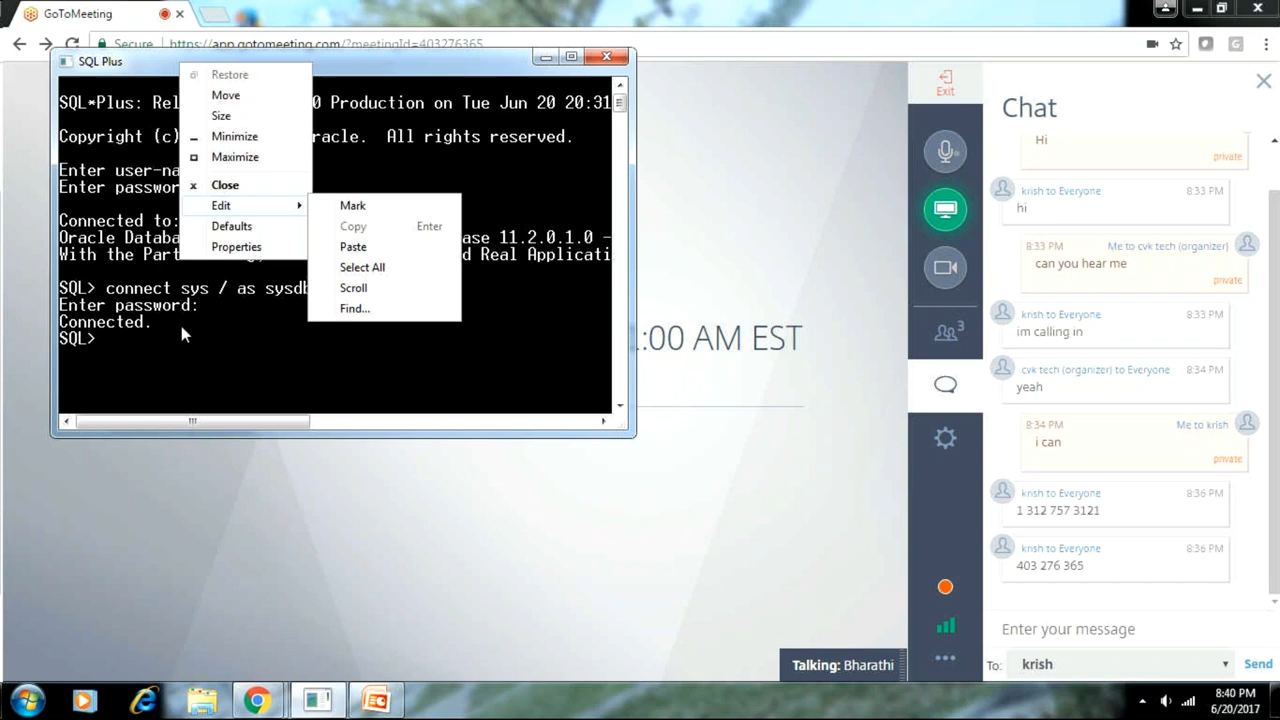 GoToMeeting
Secure https://app.gotomeeting.com/?meetingId=403276365
SQL Plus
SQL*Plus: Rel
0 Production on Tue Jun 20 20:31
Copyright (c)
racle. All rights reserved.
Enter user-na
Enter passwor
Connected to:
Oracle Databa
ase 11.2.0.1.0 -
With the Part
d Real Applicati
SQL> connect sys / as sysdb
Enter password:
Connected.
SQL>
Restore
Move
Size
Minimize
Maximize
Close
Edit
Defaults
Properties
Mark
Copy Enter
Paste
Select All
Scroll
Find...
:00 AM EST
Talking: Bharathi
Exit
3
Chat
Hi
private
krish to Everyone 8:33 PM
hi
8:33 PM Me to cvk tech (organizer)
can you hear me
private
krish to Everyone 8:33 PM
im calling in
cvk tech (organizer) to Everyone 8:34 PM
yeah
8:34 PM Me to krish
i can
private
krish to Everyone 8:36 PM
1 312 757 3121
krish to Everyone 8:36 PM
403 276 365
Enter your message
To: krish Send
8:40 PM
6/20/2017